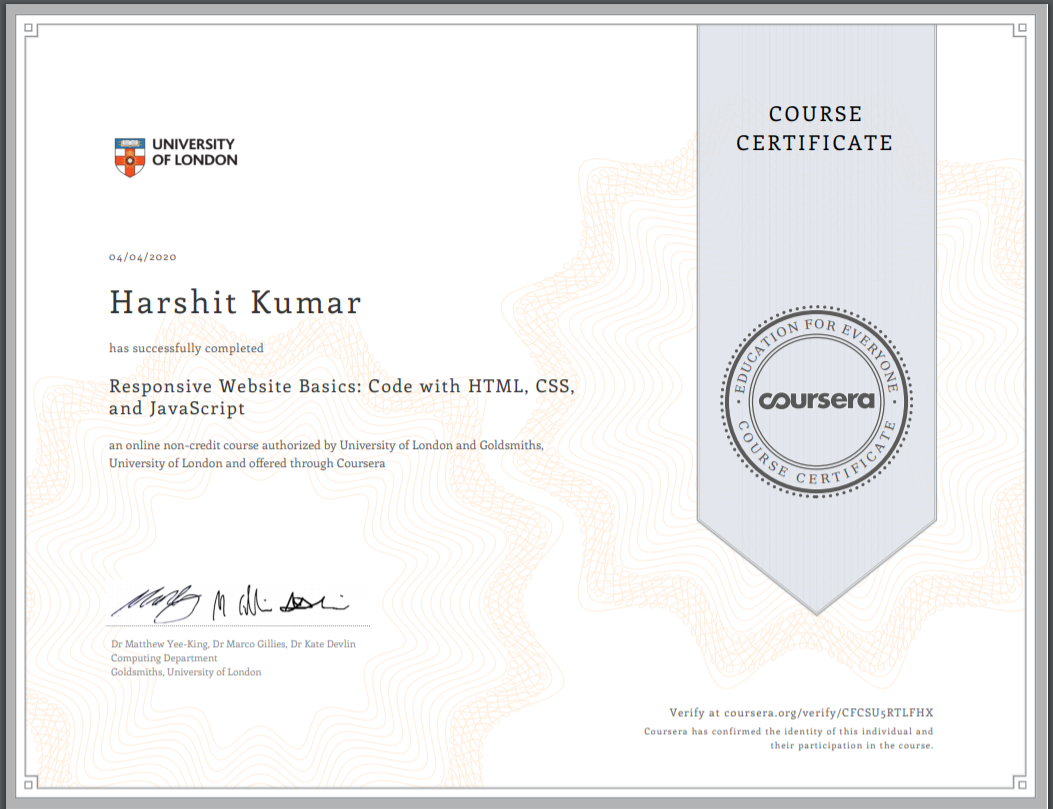 UNIVERSITY
OF LONDON
COURSE
CERTIFICATE
04/04/2020
Harshit Kumar
has successfully completed
Responsive Website Basics: Code with HTML, CSS,
and JavaScript
an online non-credit course authorized by University of London and Goldsmiths,
University of London and offered through Coursera
EDUCATION FOR EVERYONE
coursera
COURSE CERTIFICATE
Dr Matthew Yee-King, Dr Marco Gillies, Dr Kate Devlin
Computing Department
Goldsmiths, University of London
Verify at coursera.org/verify/CFCSU5RTLFHX
Coursera has confirmed the identity of this individual and
their participation in the course.